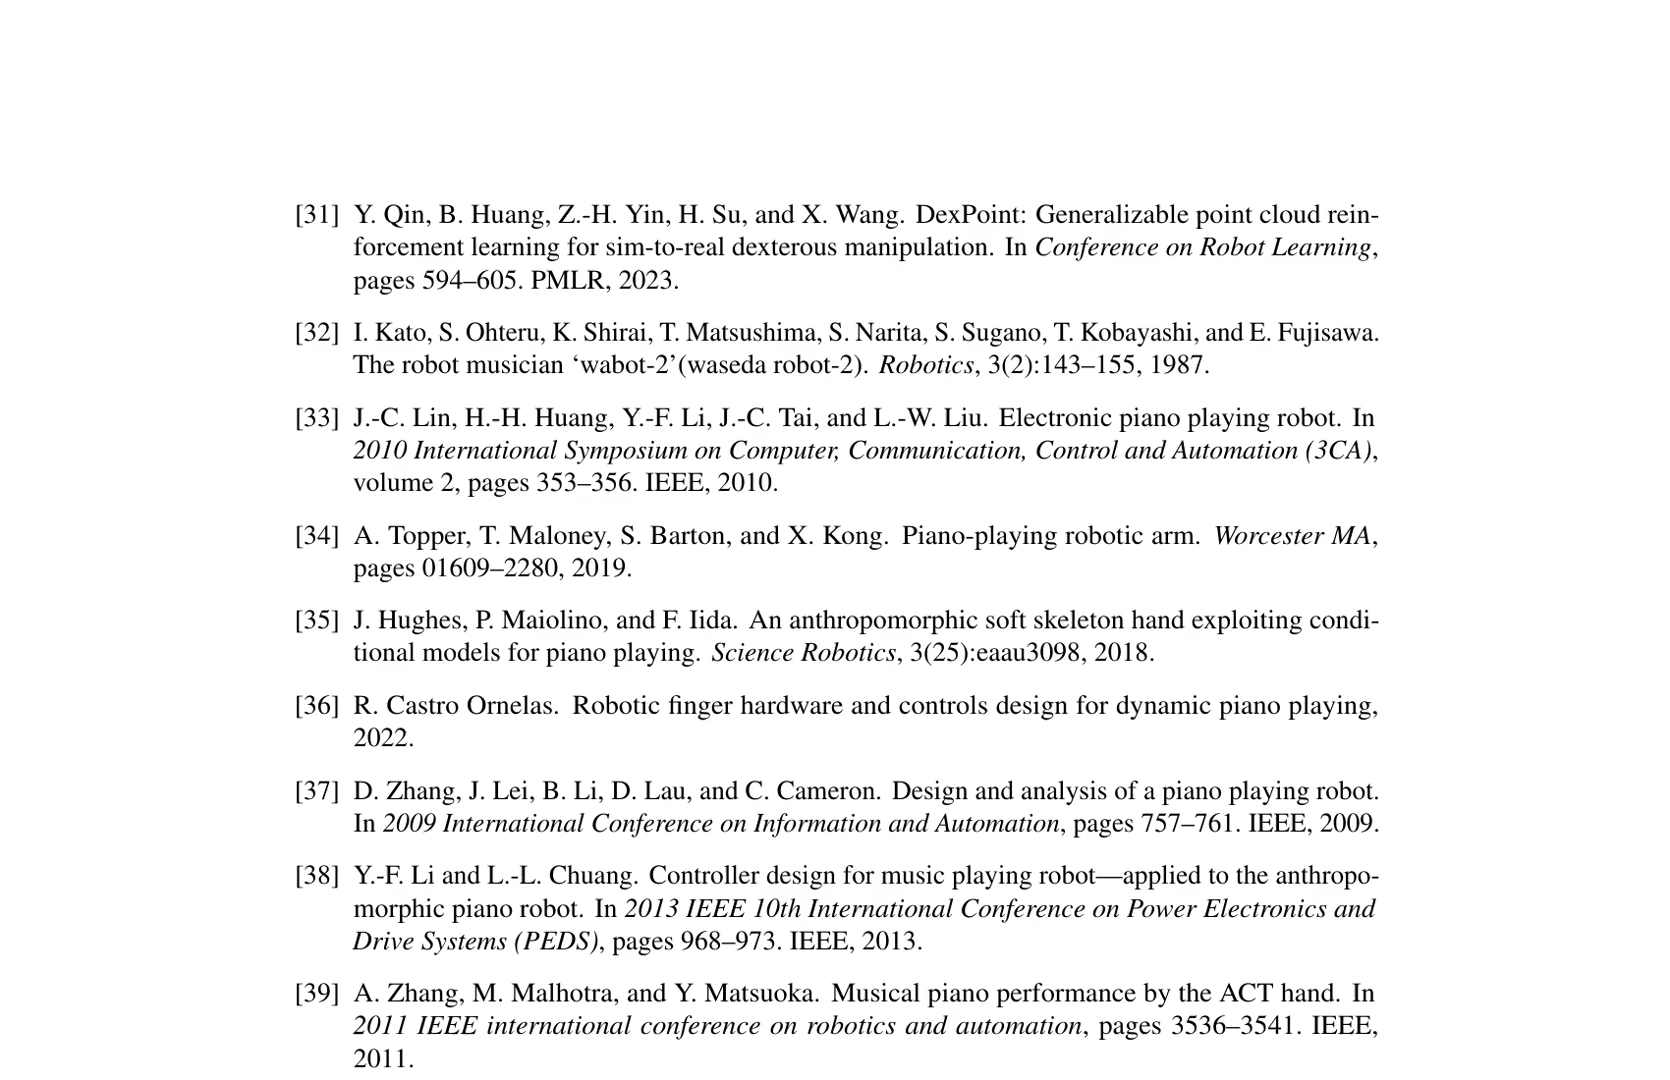 [31] Y. Qin, B. Huang, Z.-H. Yin, H. Su, and X. Wang. DexPoint: Generalizable point cloud rein-
forcement learning for sim-to-real dexterous manipulation. In Conference on Robot Learning,
pages 594–605. PMLR, 2023.
[32] I. Kato, S. Ohteru, K. Shirai, T. Matsushima, S. Narita, S. Sugano, T. Kobayashi, and E. Fujisawa.
The robot musician ‘wabot-2’(waseda robot-2). Robotics, 3(2):143–155, 1987.
[33] J.-C. Lin, H.-H. Huang, Y.-F. Li, J.-C. Tai, and L.-W. Liu. Electronic piano playing robot. In
2010 International Symposium on Computer, Communication, Control and Automation (3CA),
volume 2, pages 353–356. IEEE, 2010.
[34] A. Topper, T. Maloney, S. Barton, and X. Kong. Piano-playing robotic arm. Worcester MA,
pages 01609–2280, 2019.
[35] J. Hughes, P. Maiolino, and F. Iida. An anthropomorphic soft skeleton hand exploiting condi-
tional models for piano playing. Science Robotics, 3(25):eaau3098, 2018.
[36] R. Castro Ornelas. Robotic finger hardware and controls design for dynamic piano playing,
2022.
[37] D. Zhang, J. Lei, B. Li, D. Lau, and C. Cameron. Design and analysis of a piano playing robot.
In 2009 International Conference on Information and Automation, pages 757–761. IEEE, 2009.
[38] Y.-F. Li and L.-L. Chuang. Controller design for music playing robot—applied to the anthropo-
morphic piano robot. In 2013 IEEE 10th International Conference on Power Electronics and
Drive Systems (PEDS), pages 968–973. IEEE, 2013.
[39] A. Zhang, M. Malhotra, and Y. Matsuoka. Musical piano performance by the ACT hand. In
2011 IEEE international conference on robotics and automation, pages 3536–3541. IEEE,
2011.